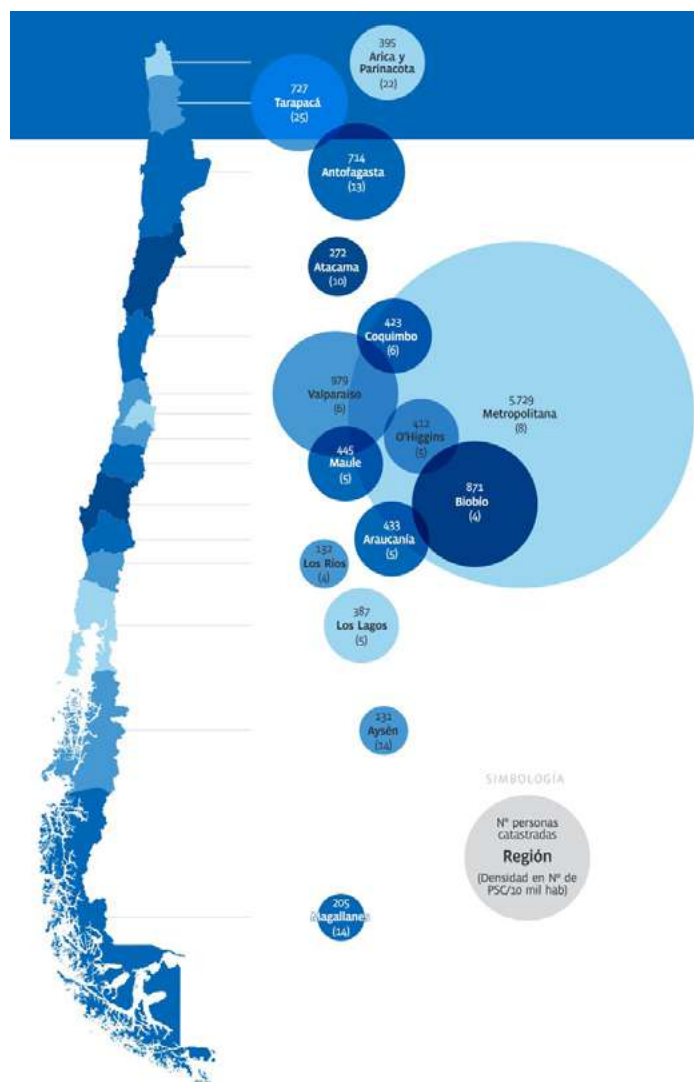 395
Arica y
Parinacota
(22)
727
Tarapacá
(25)
714
Antofagasta
(13)
272
Atacama
(10)
423
Coquimbo
(6)
979
Valparaíso
(6)
5.729
Metropolitana
(8)
412
O'Higgins
(5)
445
Maule
(5)
871
Biobío
(4)
433
Araucanía
(5)
132
Los Ríos
(4)
387
Los Lagos
(5)
131
Aysén
(14)
SIMBOLOGÍA
N° personas
catastradas
Región
(Densidad en N° de
PSC/10 mil hab)
205
Magallanes
(14)